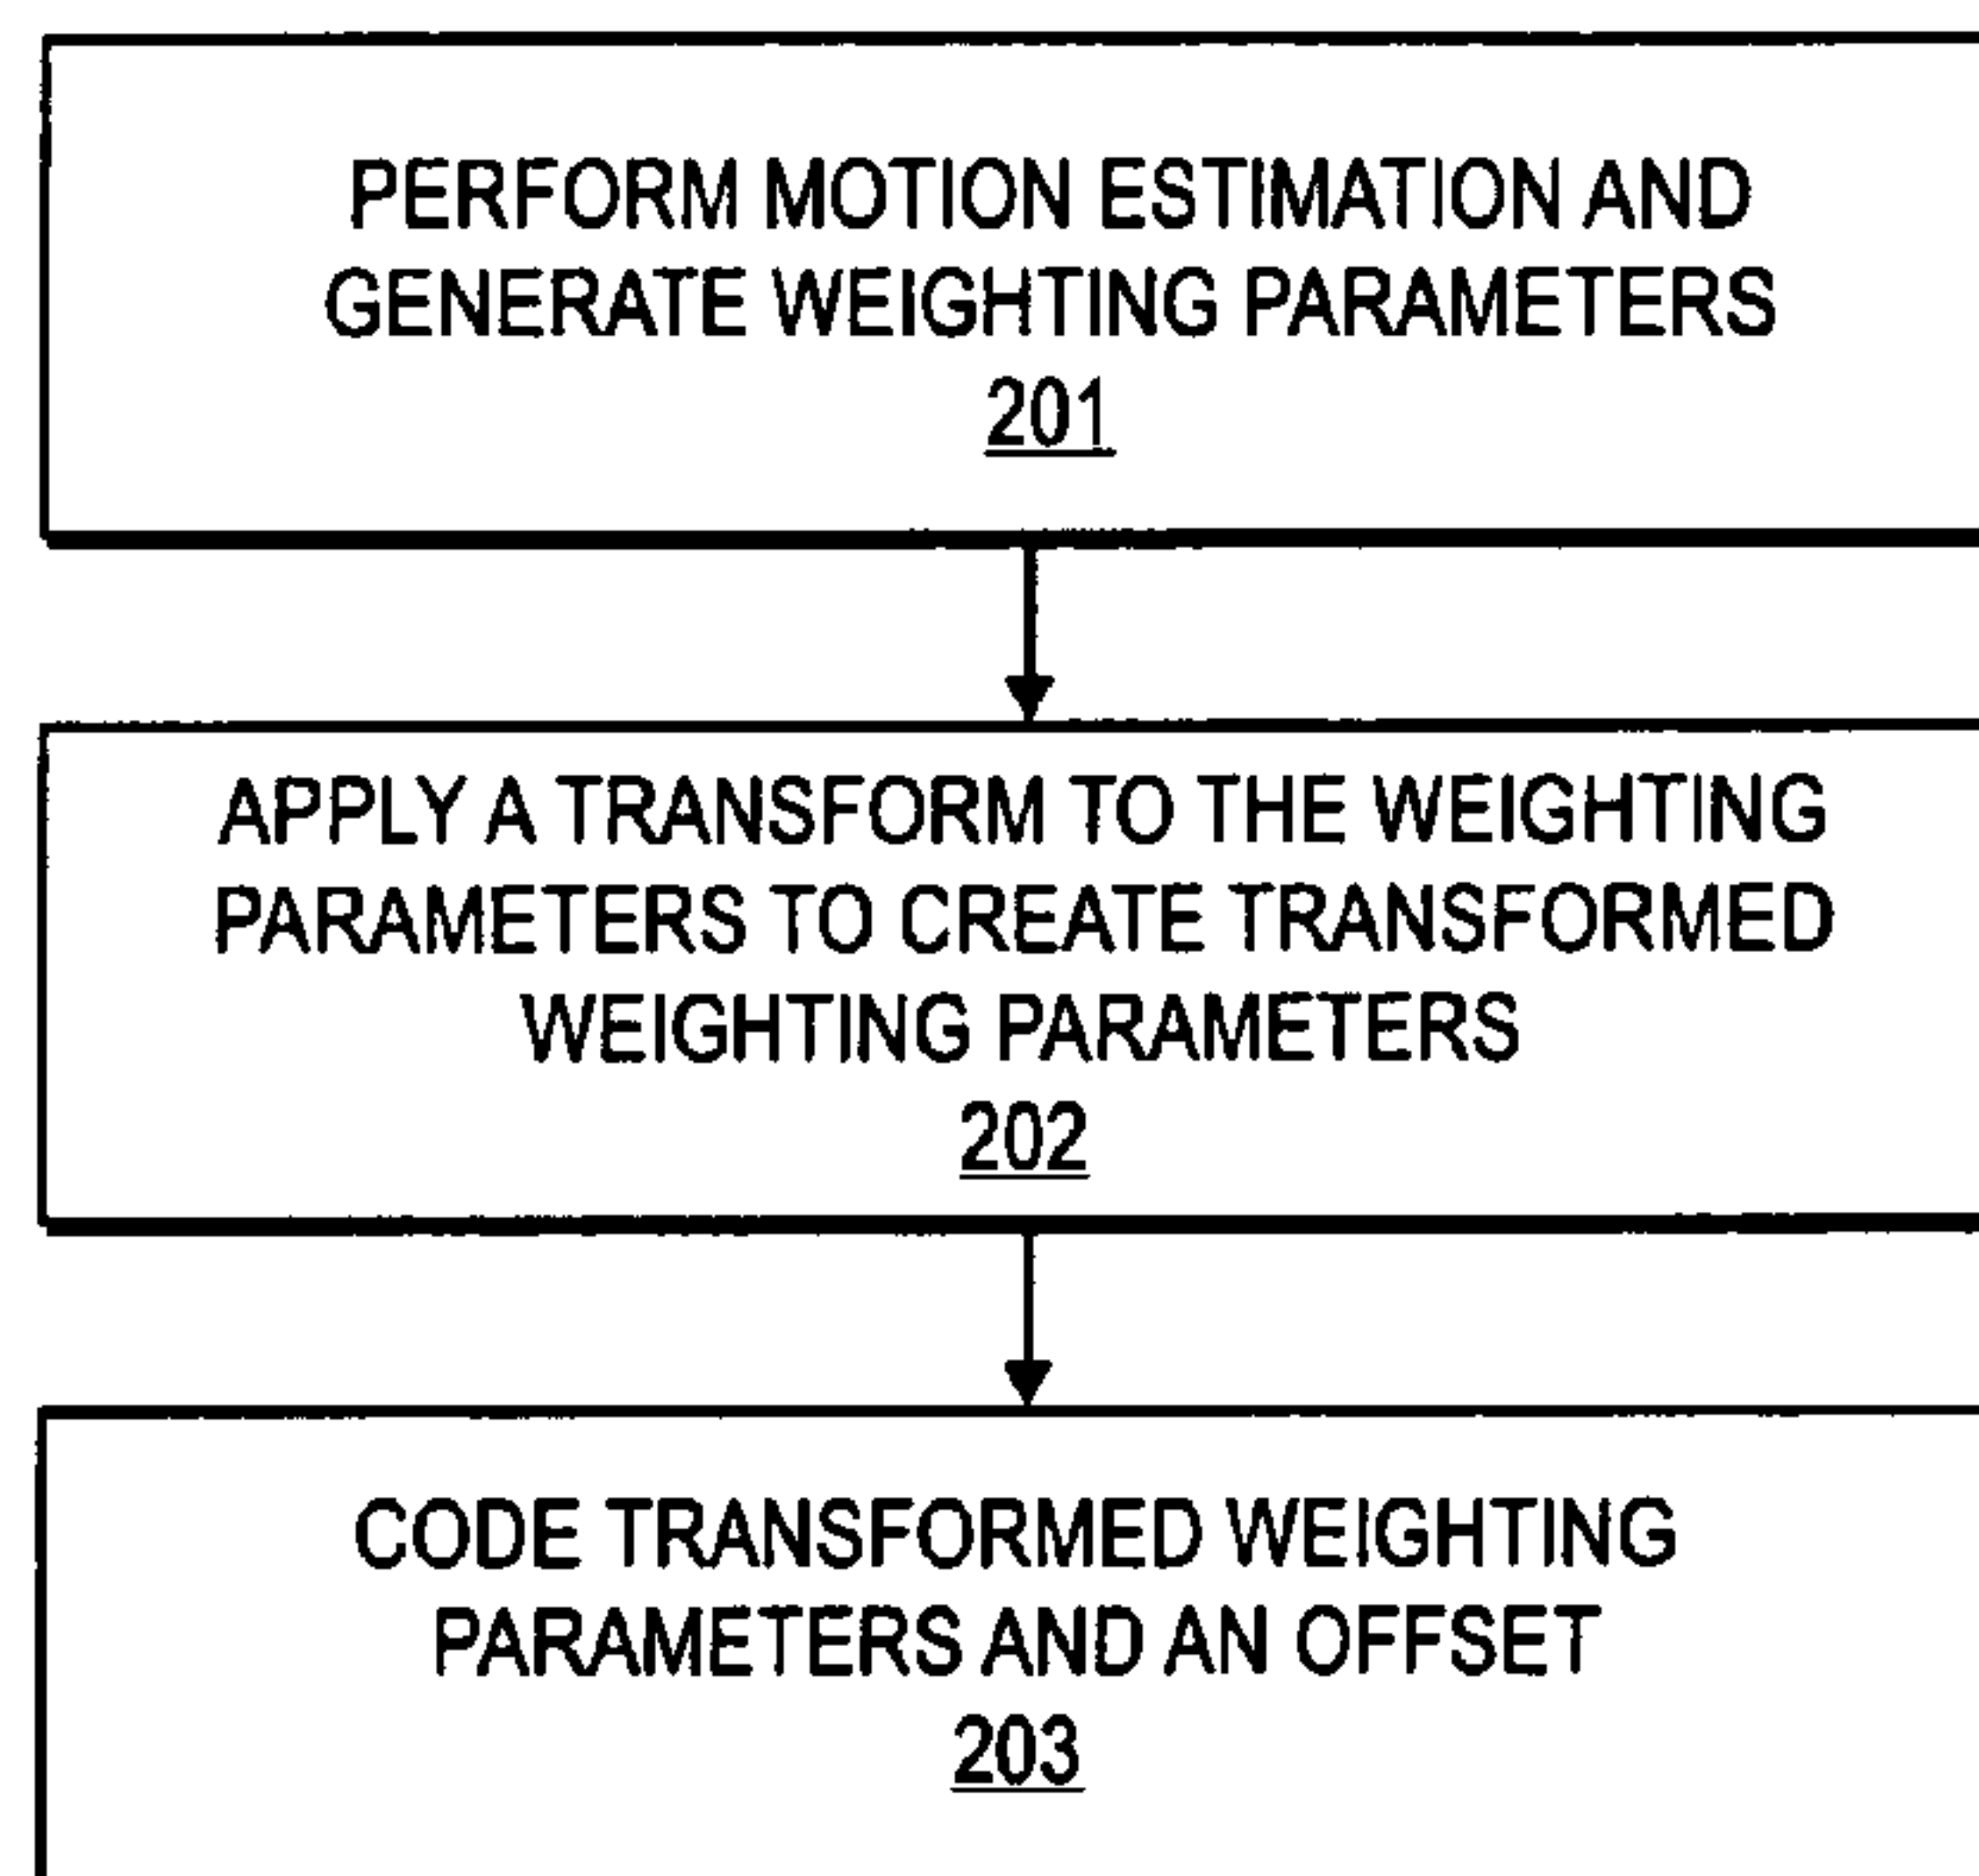 PERFORM MOTION ESTIMATION AND
GENERATE WEIGHTING PARAMETERS
201
APPLY A TRANSFORM TO THE WEIGHTING
PARAMETERS TO CREATE TRANSFORMED
WEIGHTING PARAMETERS
202
CODE TRANSFORMED WEIGHTING
PARAMETERS AND AN OFFSET
203